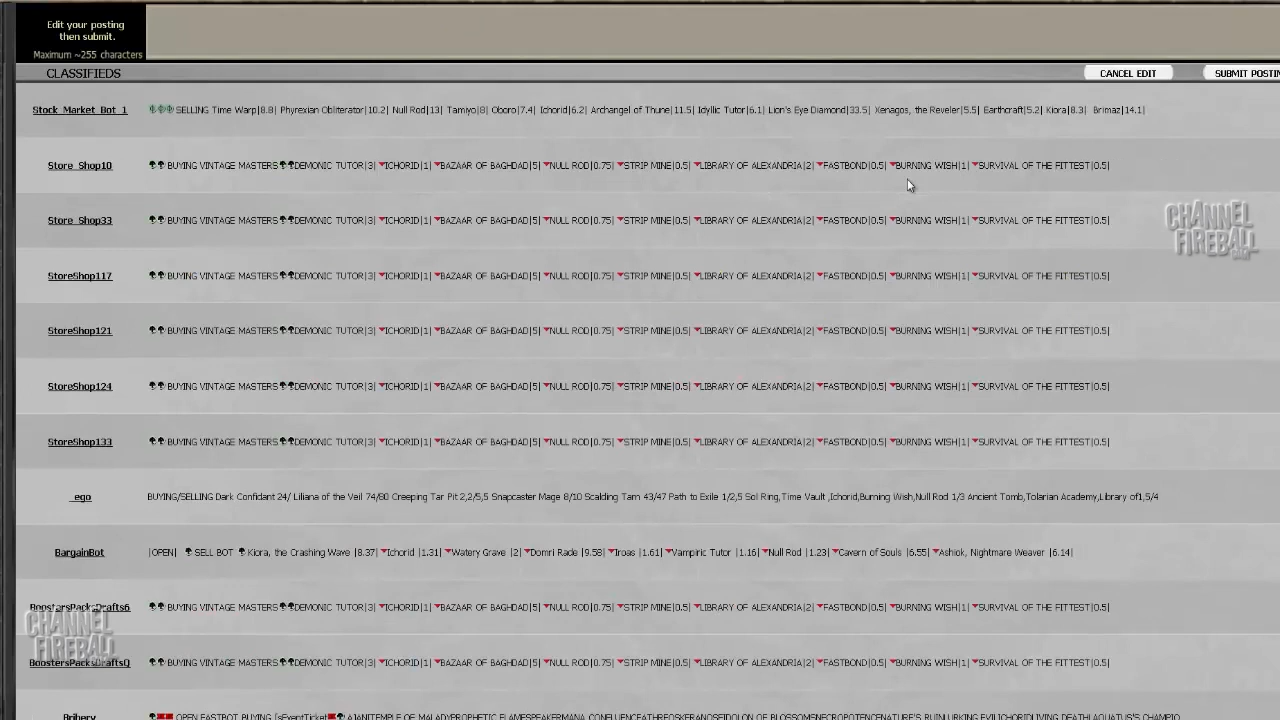 Edit your posting
then submit.
Maximum ~255 characters
CLASSIFIEDS
CANCEL EDIT
SUBMIT POSTIN
Stock_Market_Bot_1 SELLING Time Warp|8.8| Phyrexian Obliterator|10.2| Null Rod|13| Tamiyo|8| Oboro|7.4| Ichorid|6.2| Archangel of Thune|11.5| Idyllic Tutor|6.1| Lion's Eye Diamond|33.5| Xenagos, the Reveler|5.5| Earthcraft|5.2| Kiora|8.3| Brimaz|14.1|
Store_Shop10 BUYING VINTAGE MASTERS DEMONIC TUTOR|3| ICHORID|1| BAZAAR OF BAGHDAD|5| NULL ROD|0.75| STRIP MINE|0.5| LIBRARY OF ALEXANDRIA|2| FASTBOND|0.5| BURNING WISH|1| SURVIVAL OF THE FITTEST|0.5|
Store_Shop33 BUYING VINTAGE MASTERS DEMONIC TUTOR|3| ICHORID|1| BAZAAR OF BAGHDAD|5| NULL ROD|0.75| STRIP MINE|0.5| LIBRARY OF ALEXANDRIA|2| FASTBOND|0.5| BURNING WISH|1| SURVIVAL OF THE FITTEST|0.5|
CHANNEL
FIREBALL
StoreShop117 BUYING VINTAGE MASTERS DEMONIC TUTOR|3| ICHORID|1| BAZAAR OF BAGHDAD|5| NULL ROD|0.75| STRIP MINE|0.5| LIBRARY OF ALEXANDRIA|2| FASTBOND|0.5| BURNING WISH|1| SURVIVAL OF THE FITTEST|0.5|
StoreShop121 BUYING VINTAGE MASTERS DEMONIC TUTOR|3| ICHORID|1| BAZAAR OF BAGHDAD|5| NULL ROD|0.75| STRIP MINE|0.5| LIBRARY OF ALEXANDRIA|2| FASTBOND|0.5| BURNING WISH|1| SURVIVAL OF THE FITTEST|0.5|
StoreShop124 BUYING VINTAGE MASTERS DEMONIC TUTOR|3| ICHORID|1| BAZAAR OF BAGHDAD|5| NULL ROD|0.75| STRIP MINE|0.5| LIBRARY OF ALEXANDRIA|2| FASTBOND|0.5| BURNING WISH|1| SURVIVAL OF THE FITTEST|0.5|
StoreShop133 BUYING VINTAGE MASTERS DEMONIC TUTOR|3| ICHORID|1| BAZAAR OF BAGHDAD|5| NULL ROD|0.75| STRIP MINE|0.5| LIBRARY OF ALEXANDRIA|2| FASTBOND|0.5| BURNING WISH|1| SURVIVAL OF THE FITTEST|0.5|
_ego BUYING/SELLING Dark Confidant 24/ Liliana of the Veil 74/80 Creeping Tar Pit 2,2/5,5 Snapcaster Mage 8/10 Scalding Tarn 43/47 Path to Exile 1/2,5 Sol Ring,Time Vault ,Ichorid,Burning Wish,Null Rod 1/3 Ancient Tomb,Tolarian Academy,Library of1,5/4
BargainBot |OPEN| SELL BOT Kiora, the Crashing Wave |8.37| Ichorid |1.31| Watery Grave |2| Domri Rade |9.58| Iroas |1.61| Vampiric Tutor |1.16| Null Rod |1.23| Cavern of Souls |6.55| Ashiok, Nightmare Weaver |6.14|
BoostersPack-Drafts6 BUYING VINTAGE MASTERS DEMONIC TUTOR|3| ICHORID|1| BAZAAR OF BAGHDAD|5| NULL ROD|0.75| STRIP MINE|0.5| LIBRARY OF ALEXANDRIA|2| FASTBOND|0.5| BURNING WISH|1| SURVIVAL OF THE FITTEST|0.5|
CHANNEL
FIREBALL
BUYING VINTAGE MASTERS DEMONIC TUTOR|3| ICHORID|1| BAZAAR OF BAGHDAD|5| NULL ROD|0.75| STRIP MINE|0.5| LIBRARY OF ALEXANDRIA|2| FASTBOND|0.5| BURNING WISH|1| SURVIVAL OF THE FITTEST|0.5|
Bribery OPEN FASTBOT BUYING